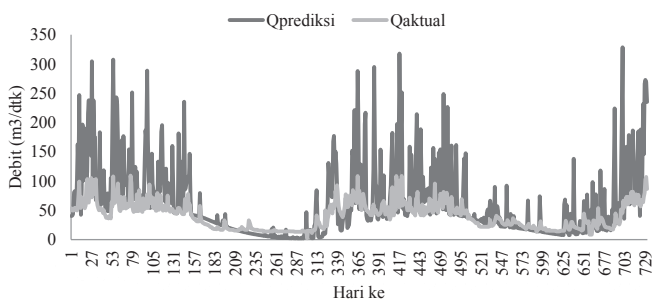 Qprediksi Qaktual
350
300
250
200
150
100
50
0
Debit (m3/dtk)
1 27 53 79 105 131 157 183 209 235 261 287 313 339 365 391 417 443 469 495 521 547 573 599 625 651 677 703 729
Hari ke